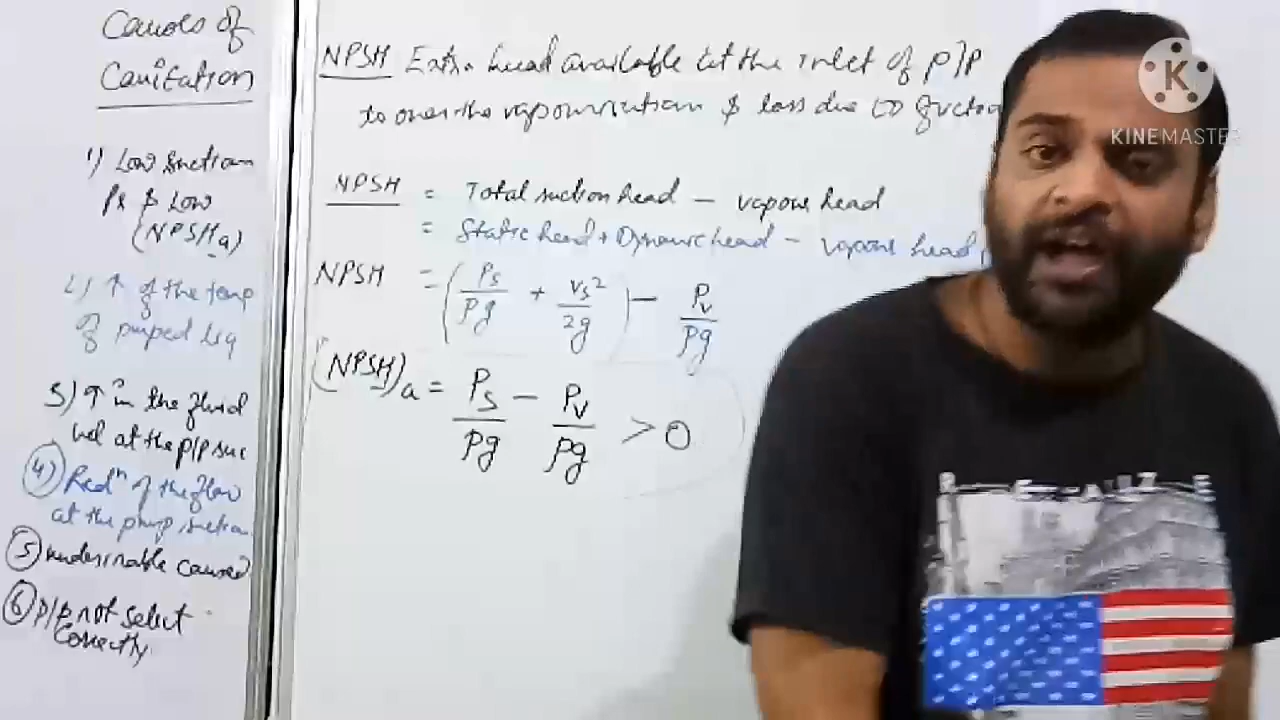 Causes of
Cavitation
1) Low suction
Pr & Low
(NPSHa)
2) ↑ of the temp
of pumped liq
3) ↑ in the fluid
vel at the P/P suc
4) Redⁿ of the flow
at the pump suction
5) undesirable caused
6) P/P not select
correctly.
NPSH Extra head available at the inlet of P/P
to over the vapourisation & loss due to friction
NPSH = Total suction head - vapour head
= Static head + Dynamic head - vapour head
NPSH = (Ps/ρg + Vs²/2g) - Pv/ρg
(NPSH)a = Ps/ρg - Pv/ρg > 0
K
KINEMASTER